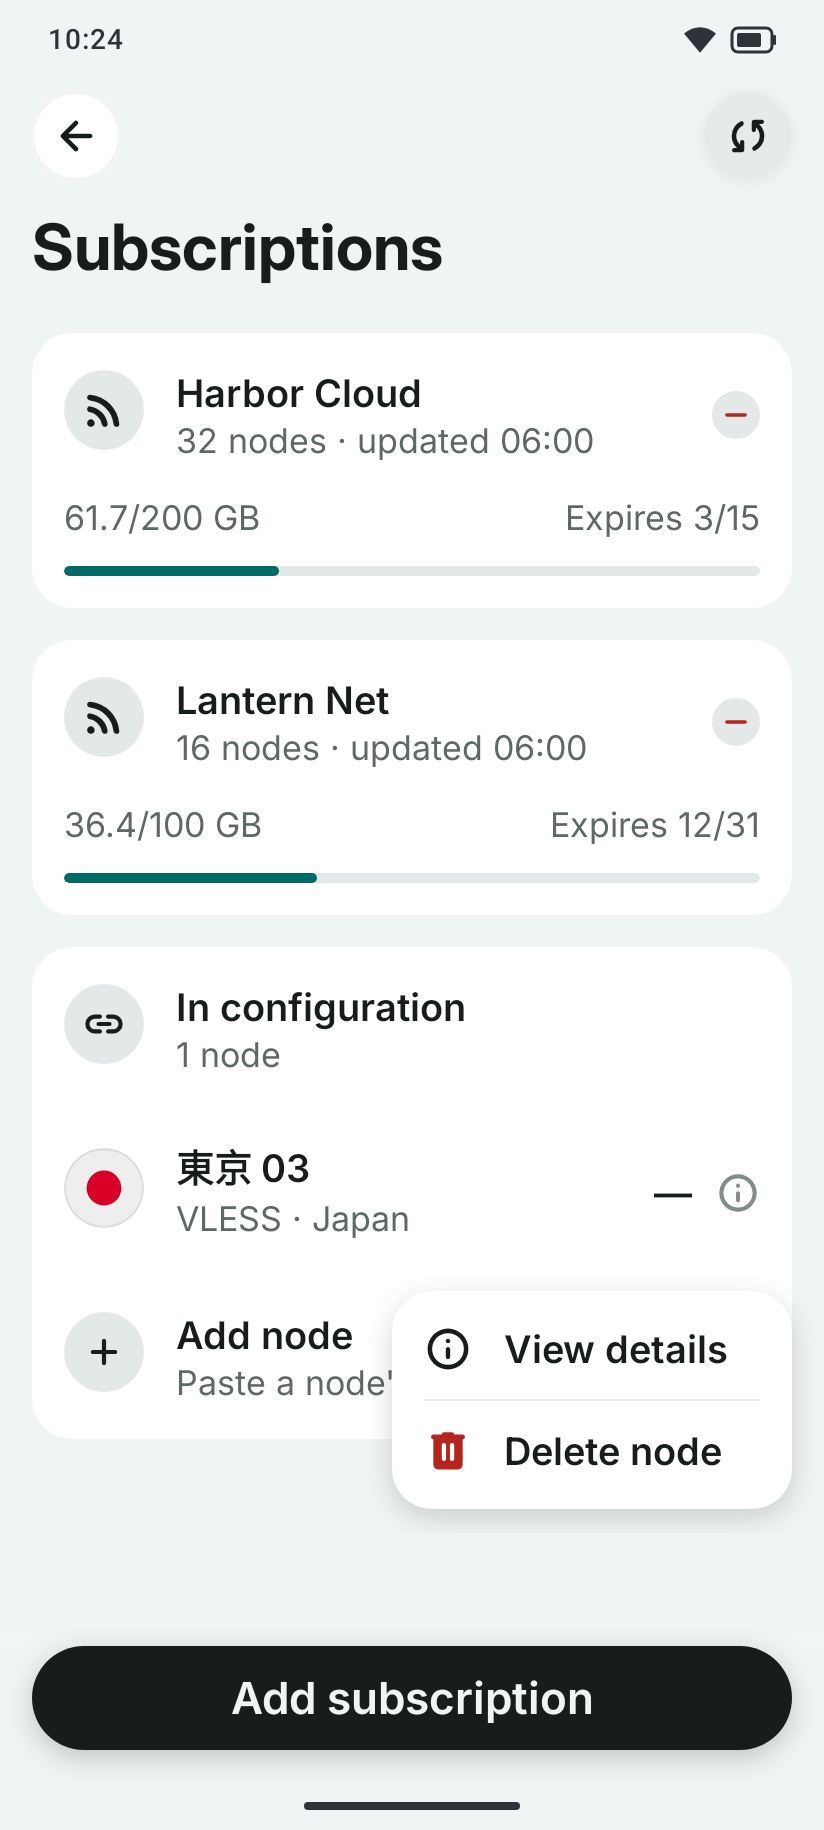 10:24
Subscriptions
Harbor Cloud
32 nodes · updated 06:00
61.7/200 GB
Expires 3/15
Lantern Net
16 nodes · updated 06:00
36.4/100 GB
Expires 12/31
In configuration
1 node
東京 03
VLESS · Japan
—
Add node
Paste a node'
View details
Delete node
Add subscription